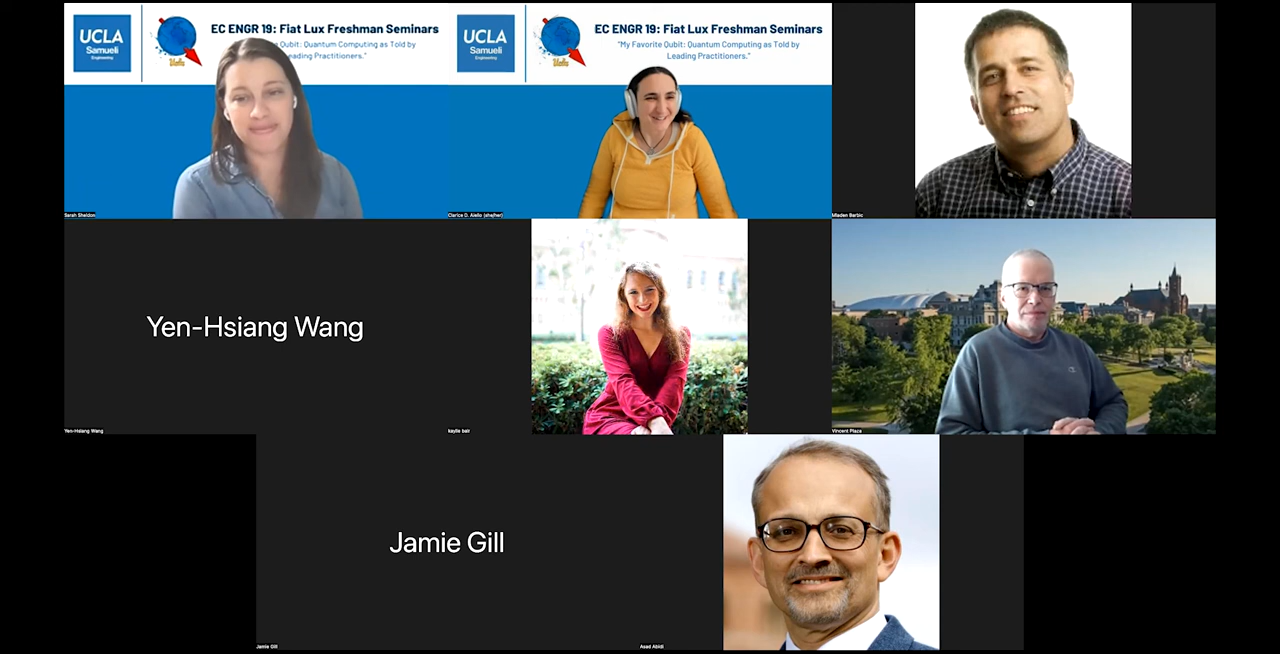 UCLA
Samueli
Engineering
EC ENGR 19: Fiat Lux Freshman Seminars
Qubit: Quantum Computing as Told by
eading Practitioners."
UCLA
Samueli
Engineering
EC ENGR 19: Fiat Lux Freshman Seminars
"My Favorite Qubit: Quantum Computing as Told by
Leading Practitioners."
Sarah Sheldon
Clarice D. Aiello (she/her)
Mladen Barbic
Yen-Hsiang Wang
Yen-Hsiang Wang
kaylie bair
Vincent Plaza
Jamie Gill
Jamie Gill
Asad Abidi